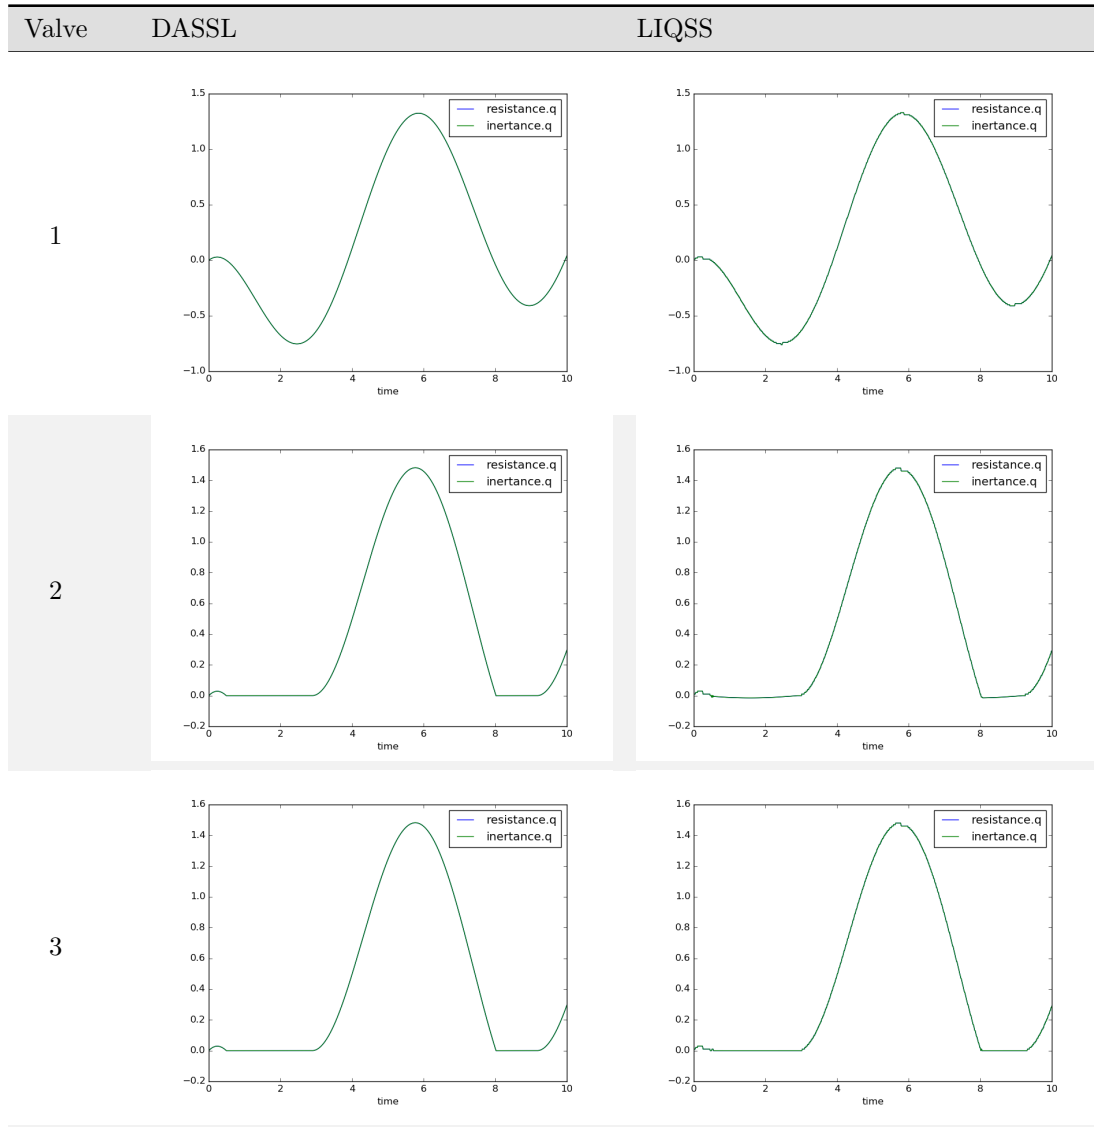 Valve DASSL LIQSS
1.5 1.5
resistance.q resistance.q
inertance.q inertance.q
1.0 1.0
0.5 0.5
1
0.0 0.0
−0.5 −0.5
−1.0 −1.0
0 2 4 6 8 10 0 2 4 6 8 10
time time
1.6 1.6
resistance.q resistance.q
inertance.q inertance.q
1.4 1.4
1.2 1.2
1.0 1.0
0.8 0.8
2
0.6 0.6
0.4 0.4
0.2 0.2
0.0 0.0
−0.2 −0.2
0 2 4 6 8 10 0 2 4 6 8 10
time time
1.6 1.6
resistance.q resistance.q
inertance.q inertance.q
1.4 1.4
1.2 1.2
1.0 1.0
0.8 0.8
3
0.6 0.6
0.4 0.4
0.2 0.2
0.0 0.0
−0.2 −0.2
0 2 4 6 8 10 0 2 4 6 8 10
time time